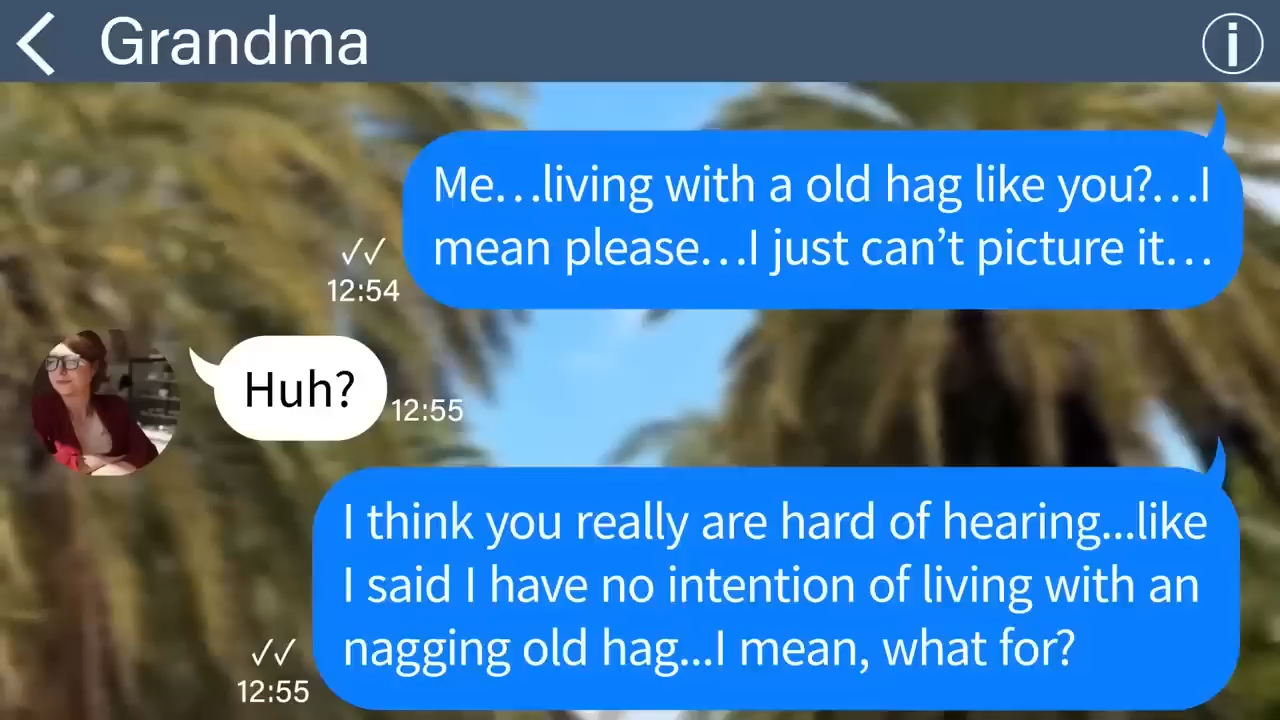 Grandma
Me…living with a old hag like you?…I
mean please…I just can’t picture it…
12:54
Huh?
12:55
I think you really are hard of hearing...like
I said I have no intention of living with an
nagging old hag...I mean, what for?
12:55